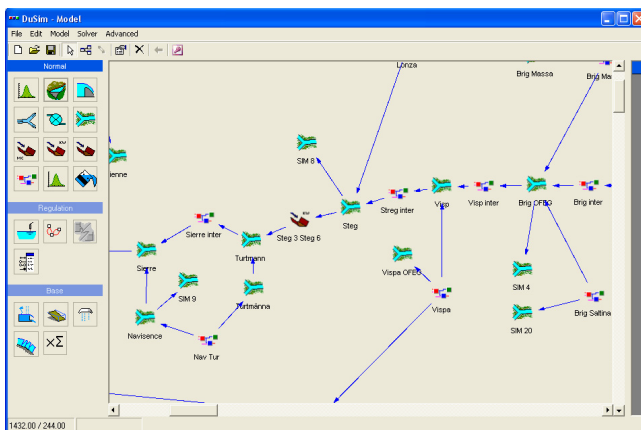 DuSim - Model
File Edit Model Solver Advanced
Normal
Regulation
Base
×Σ
Lonza
Brig Massa
Brig Ma
ienne
SIM 8
Streg inter
Visp
Visp inter
Brig OFEG
Brig inter
Steg
Sierre inter
Steg 3 Steg 6
Turtmann
Sierre
Vispa OFEG
SIM 9
Turtmänna
SIM 4
Vispa
Brig Saltina
Navisence
SIM 20
Nav Tur
1432.00 / 244.00